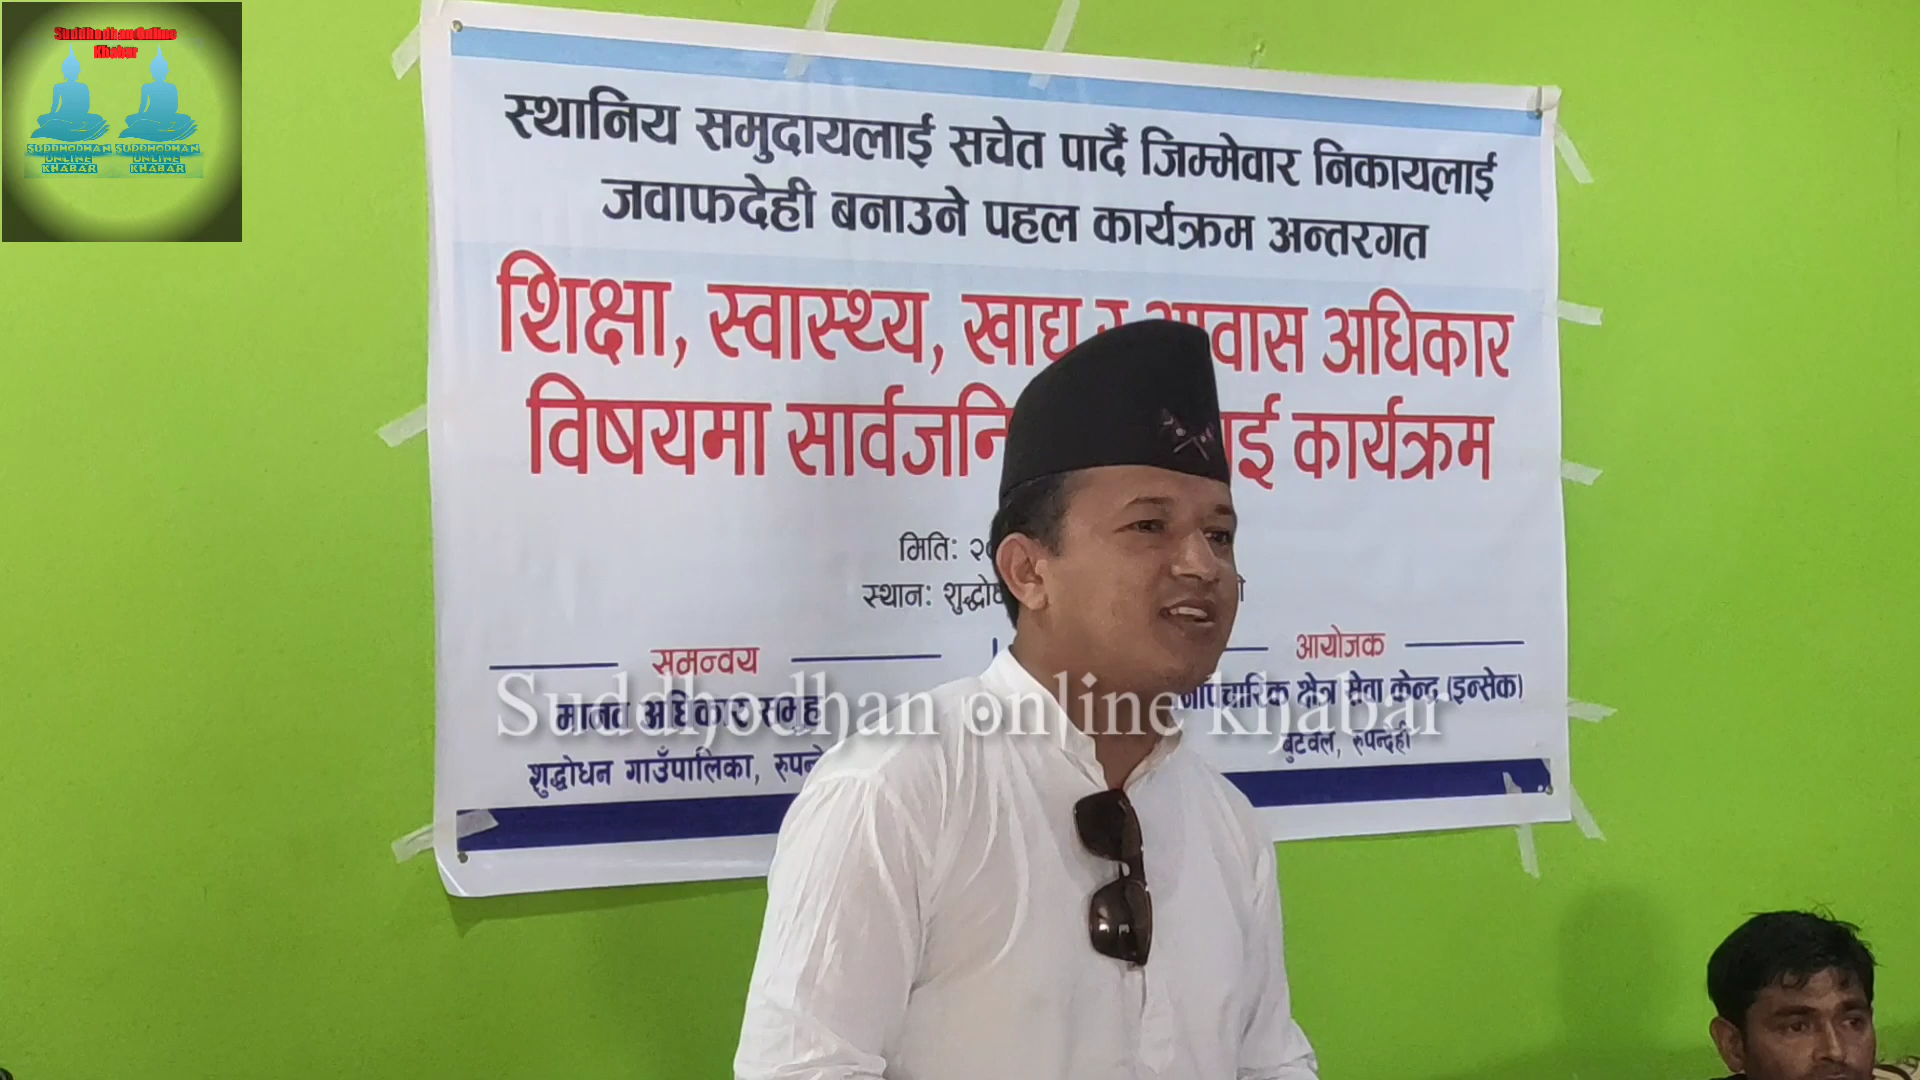 Suddhodhan Online
Khabar
SUDDHODHAN
ONLINE
KHABAR
SUDDHODHAN
ONLINE
KHABAR
स्थानिय समुदायलाई सचेत पार्दै जिम्मेवार निकायलाई
जवाफदेही बनाउने पहल कार्यक्रम अन्तरगत
शिक्षा, स्वास्थ्य, खाद्य र आवास अधिकार
विषयमा कार्यक्रम
मितिः
स्थानः
समन्वय
मानव अधिकार समूह
शुद्धोधन गाउँपालिका,
आयोजक
क्षेत्र सेवा केन्द्र (इन्सेक)
बुटवल, रुपन्देही
Suddhodhan online khabar